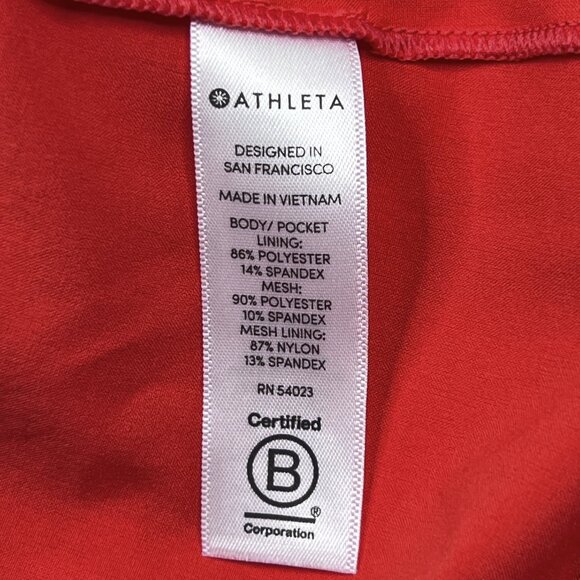 ATHLETA
DESIGNED IN
SAN FRANCISCO
MADE IN VIETNAM
BODY/ POCKET
LINING:
86% POLYESTER
14% SPANDEX
MESH:
90% POLYESTER
10% SPANDEX
MESH LINING:
87% NYLON
13% SPANDEX
RN 54023
Certified
B
®
Corporation